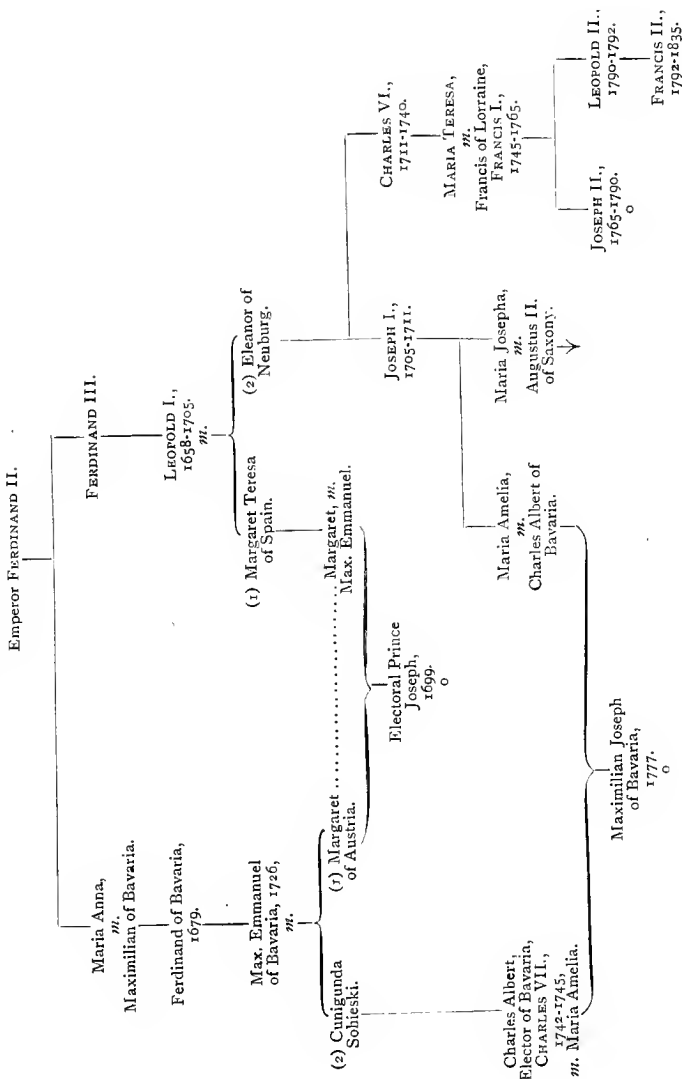 Emperor FERDINAND II.
Maria Anna,
m.
Maximilian of Bavaria.
Ferdinand of Bavaria,
1679.
Max. Emmanuel
of Bavaria, 1726,
m.
(2) Cunigunda
Sobieski.
(1) Margaret
of Austria.
Charles Albert,
Elector of Bavaria,
CHARLES VII.,
1742-1745,
m. Maria Amelia.
FERDINAND III.
LEOPOLD I.,
1658-1705.
m.
(1) Margaret Teresa
of Spain.
(2) Eleanor of
Neuburg.
Margaret, m.
Max. Emmanuel.
Electoral Prince
Joseph,
1699.
o
JOSEPH I.,
1705-1711.
CHARLES VI.,
1711-1740.
Maria Amelia,
m.
Charles Albert of
Bavaria.
Maria Josepha,
m.
Augustus II.
of Saxony.
Maximilian Joseph
of Bavaria,
1777.
o
MARIA TERESA,
m.
Francis of Lorraine,
FRANCIS I.,
1745-1765.
JOSEPH II.,
1765-1790.
o
LEOPOLD II.,
1790-1792.
FRANCIS II.,
1792-1835.